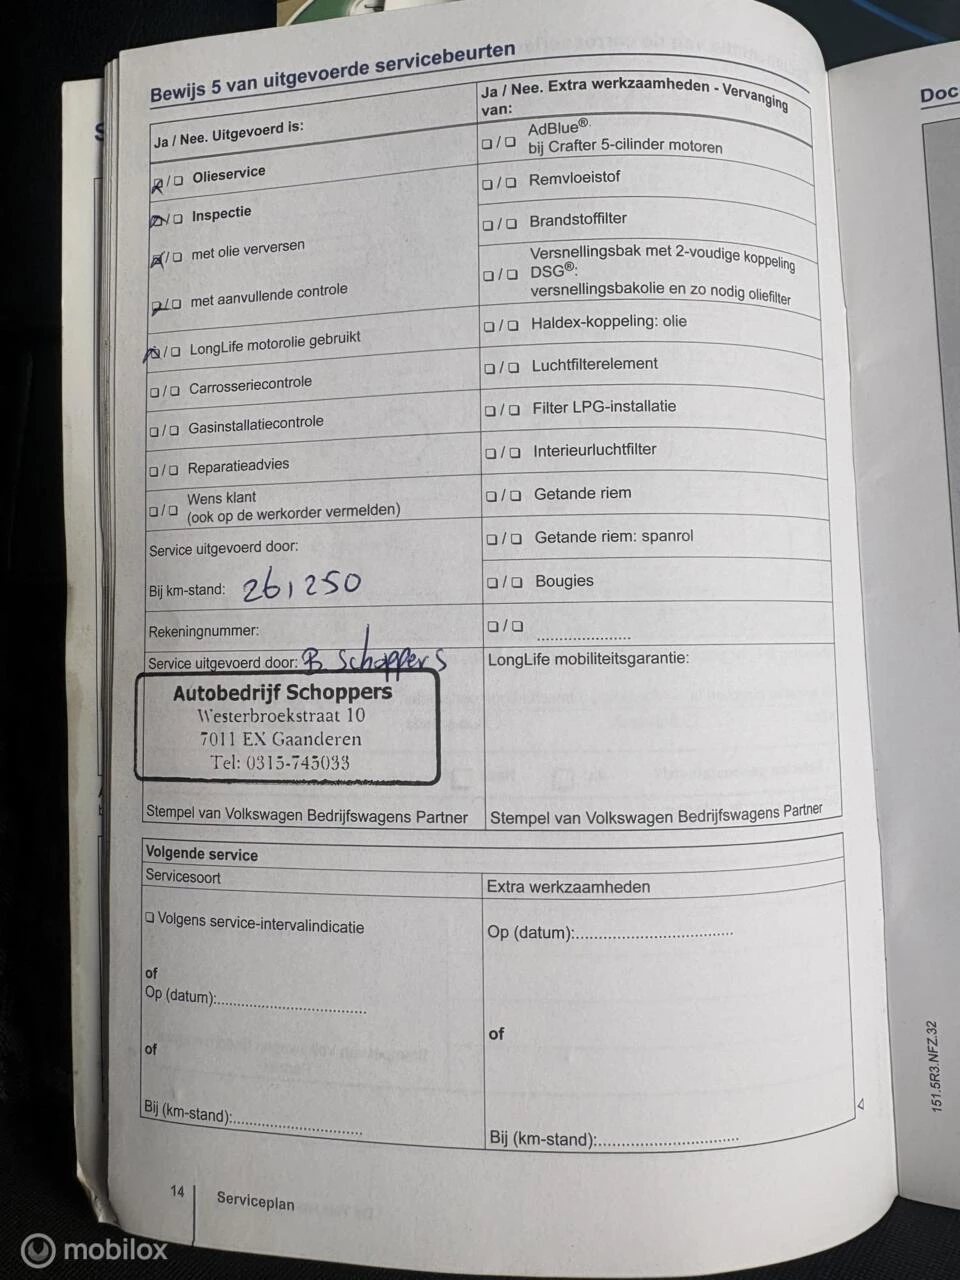 Bewijs 5 van uitgevoerde servicebeurten
Ja / Nee. Uitgevoerd is:
❏/❏ Olieservice
❏/❏ Inspectie
❏/❏ met olie verversen
❏/❏ met aanvullende controle
❏/❏ LongLife motorolie gebruikt
❏/❏ Carrosseriecontrole
❏/❏ Gasinstallatiecontrole
❏/❏ Reparatieadvies
❏/❏ Wens klant
(ook op de werkorder vermelden)
Service uitgevoerd door:
Bij km-stand: 261250
Rekeningnummer:
Service uitgevoerd door: B Schoppers
Autobedrijf Schoppers
Westerbroekstraat 10
7011 EX Gaanderen
Tel: 0315-745033
Stempel van Volkswagen Bedrijfswagens Partner
Ja / Nee. Extra werkzaamheden - Vervanging
van:
❏/❏ AdBlue®
bij Crafter 5-cilinder motoren
❏/❏ Remvloeistof
❏/❏ Brandstoffilter
Versnellingsbak met 2-voudige koppeling
❏/❏ DSG®:
versnellingsbakolie en zo nodig oliefilter
❏/❏ Haldex-koppeling: olie
❏/❏ Luchtfilterelement
❏/❏ Filter LPG-installatie
❏/❏ Interieurluchtfilter
❏/❏ Getande riem
❏/❏ Getande riem: spanrol
❏/❏ Bougies
❏/❏ .....................
LongLife mobiliteitsgarantie:
Stempel van Volkswagen Bedrijfswagens Partner
Volgende service
Servicesoort
❏ Volgens service-intervalindicatie
of
Op (datum):..................................
of
Bij (km-stand):.............................
Extra werkzaamheden
Op (datum):...................................
of
Bij (km-stand):...............................
14
Serviceplan
Doc
151.5R3.NFZ.32
mobilox